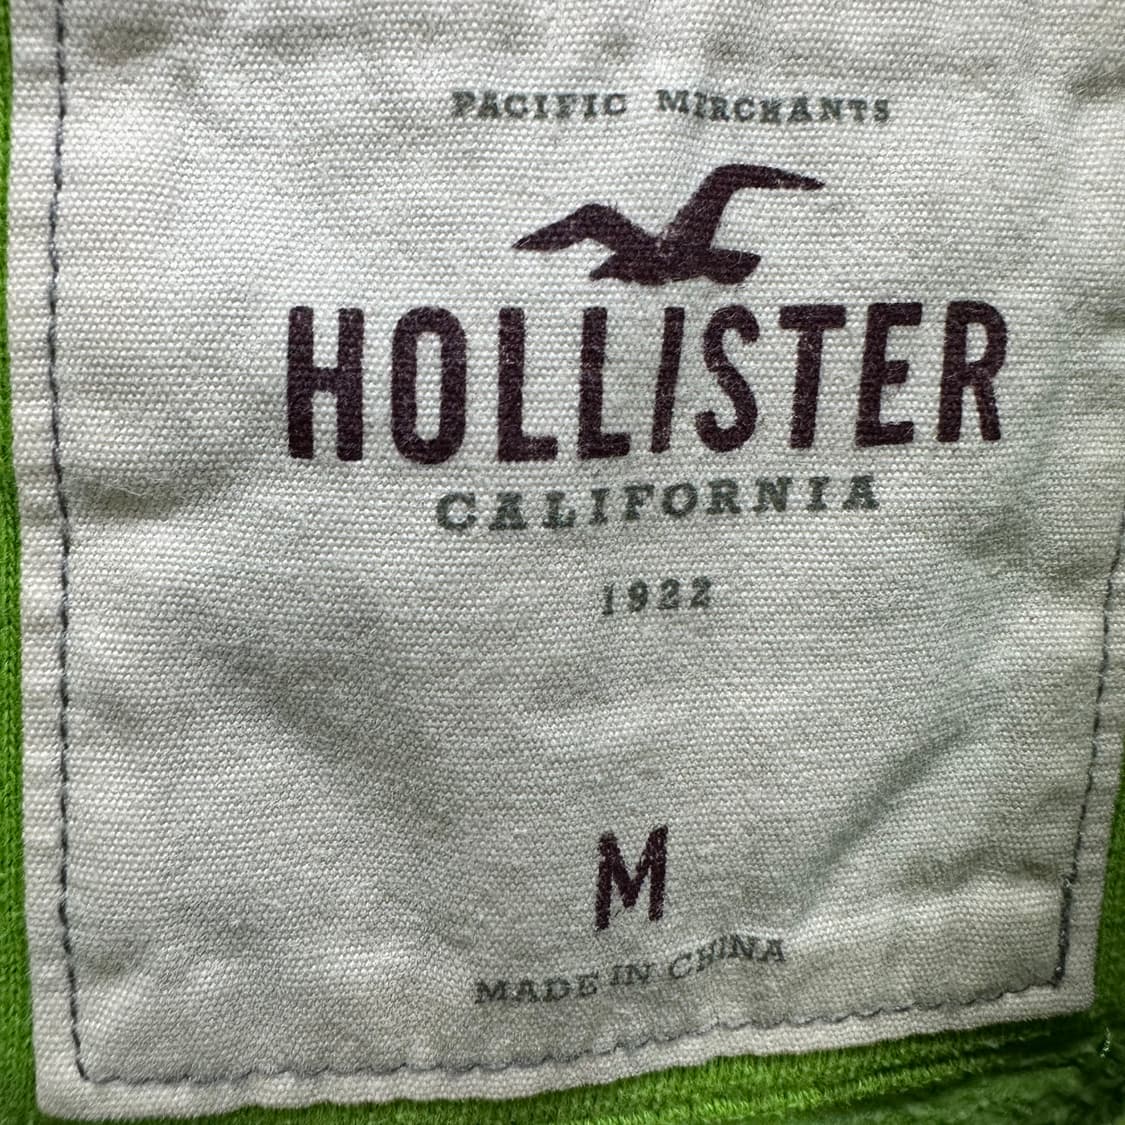 PACIFIC MERCHANTS
HOLLISTER
CALIFORNIA
1922
M
MADE IN CHINA